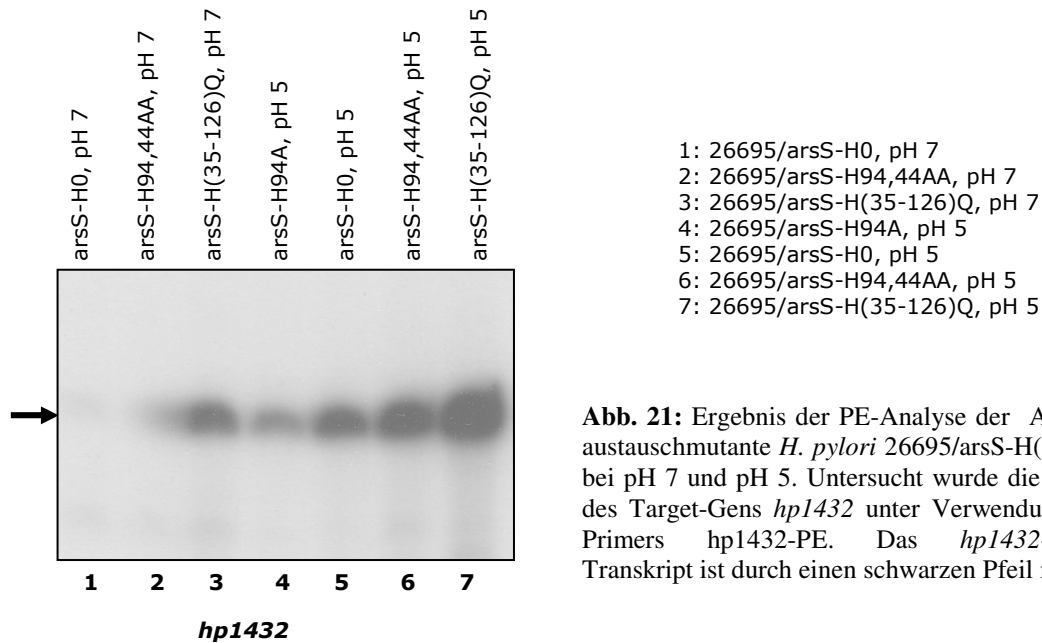 arsS-H0, pH 7
arsS-H94,44AA, pH 7
arsS-H(35-126)Q, pH 7
arsS-H94A, pH 5
arsS-H0, pH 5
arsS-H94,44AA, pH 5
arsS-H(35-126)Q, pH 5
1 2 3 4 5 6 7
hp1432
1: 26695/arsS-H0, pH 7
2: 26695/arsS-H94,44AA, pH 7
3: 26695/arsS-H(35-126)Q, pH 7
4: 26695/arsS-H94A, pH 5
5: 26695/arsS-H0, pH 5
6: 26695/arsS-H94,44AA, pH 5
7: 26695/arsS-H(35-126)Q, pH 5
Abb. 21: Ergebnis der PE-Analyse der A
austauschmutante H. pylori 26695/arsS-H(
bei pH 7 und pH 5. Untersucht wurde die
des Target-Gens hp1432 unter Verwendu
Primers hp1432-PE. Das hp1432-
Transkript ist durch einen schwarzen Pfeil